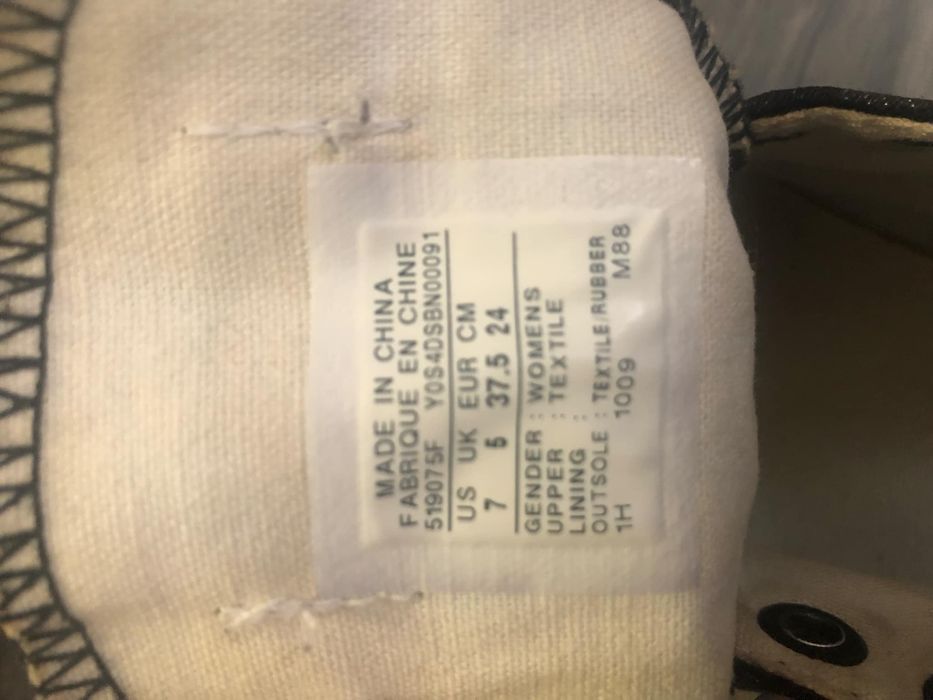 MADE IN CHINA
FABRIQUE EN CHINE
519075F Y0S4DSBN00091
US UK EUR CM
7 5 37.5 24
GENDER : WOMENS
UPPER : TEXTILE
LINING :
OUTSOLE : TEXTILE/RUBBER
1H 1009 M88